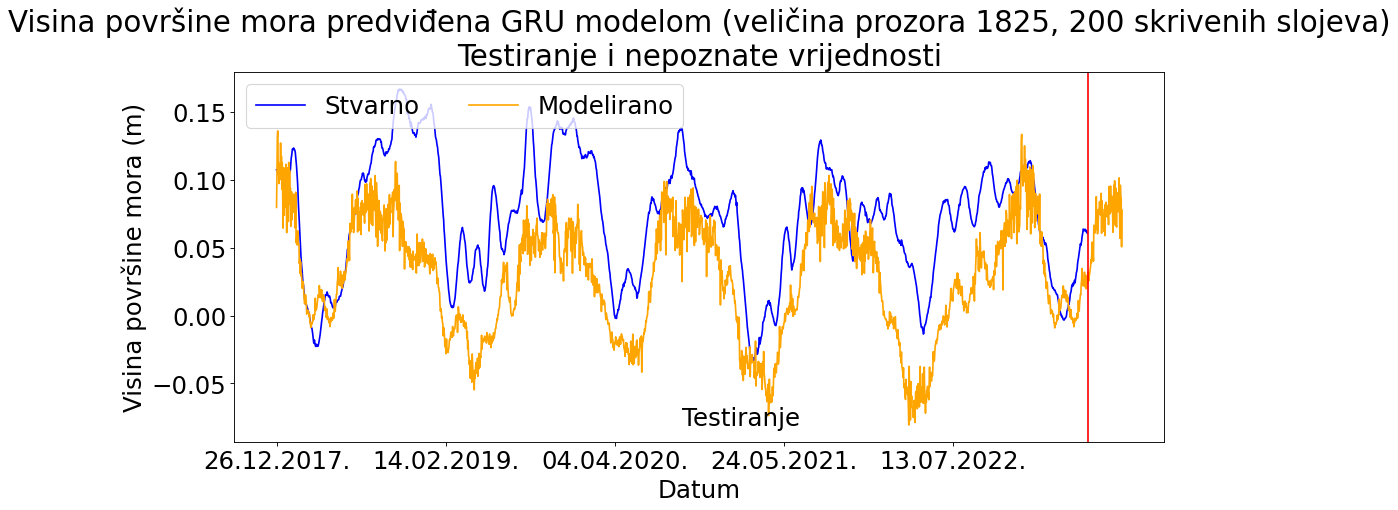 Visina površine mora predviđena GRU modelom (veličina prozora 1825, 200 skrivenih slojeva)
Testiranje i nepoznate vrijednosti
Stvarno Modelirano
Visina površine mora (m)
0.15
0.10
0.05
0.00
−0.05
Testiranje
26.12.2017. 14.02.2019. 04.04.2020. 24.05.2021. 13.07.2022.
Datum